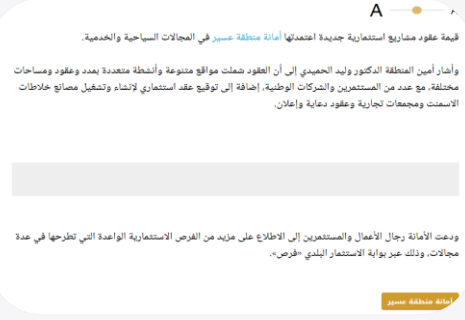 A
قيمة عقود مشاريع استثمارية جديدة اعتمدتها أمانة منطقة عسير في المجالات السياحية والخدمية.
وأشار أمين المنطقة الدكتور وليد الحميدي إلى أن العقود شملت مواقع متنوعة وأنشطة متعددة بمدد وعقود ومساحات
مختلفة، مع عدد من المستثمرين والشركات الوطنية، إضافة إلى توقيع عقد استثماري لإنشاء وتشغيل مصانع خلاطات
الاسمنت ومجمعات تجارية وعقود دعاية وإعلان.
ودعت الأمانة رجال الأعمال والمستثمرين إلى الاطلاع على مزيد من الفرص الاستثمارية الواعدة التي تطرحها في عدة
مجالات، وذلك عبر بوابة الاستثمار البلدي «فرص».
أمانة منطقة عسير